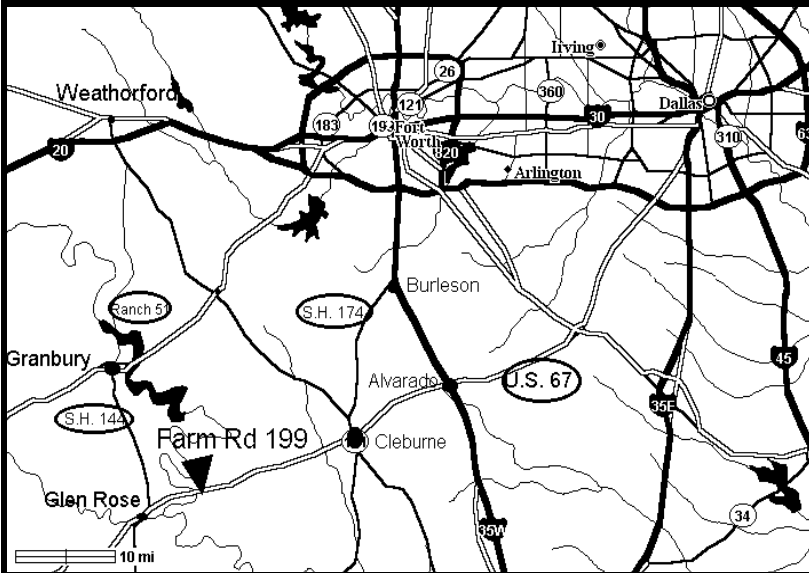 Irving
26
Weathorford
360
121
Dallas
30
183
199
Fort
Worth
310
20
820
Arlington
Burleson
Ranch 51
S.H. 174
Granbury
45
Alvarado
U.S. 67
35E
S.H. 144
Farm Rd 199
Cleburne
Glen Rose
34
35W
10 mi